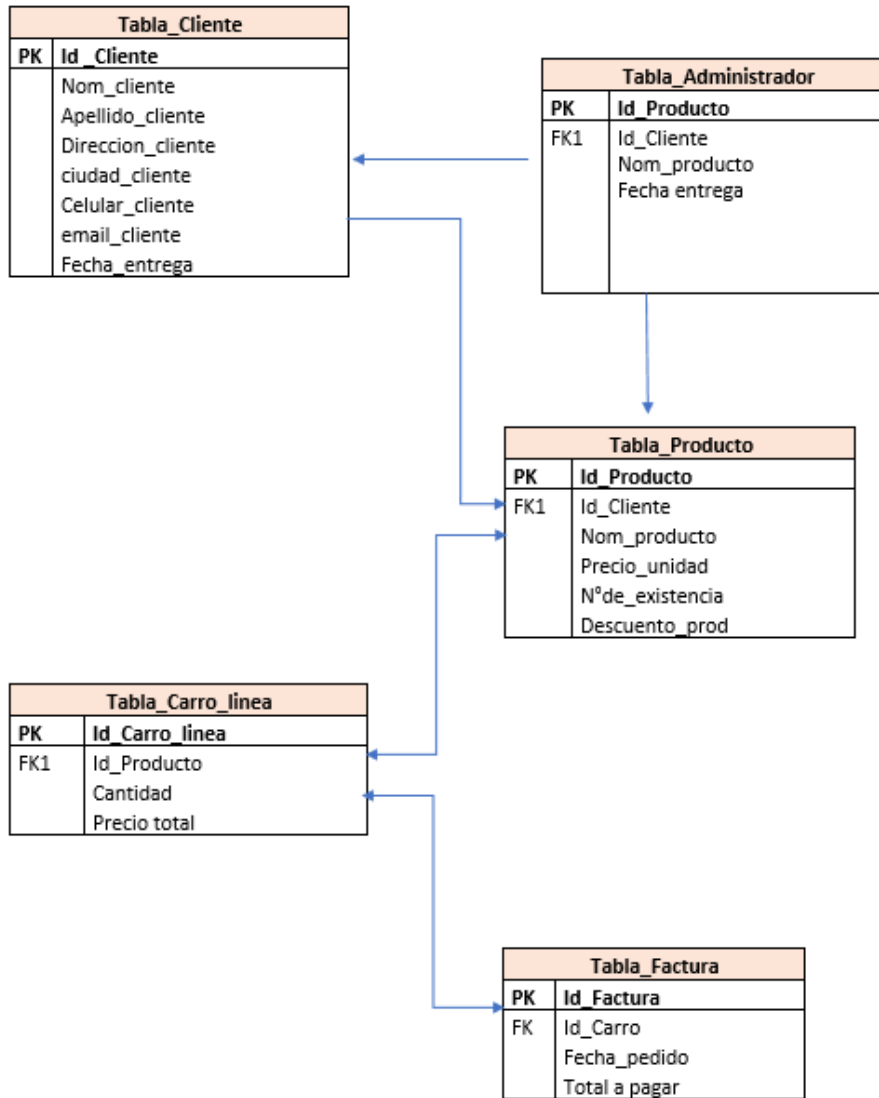 Tabla_Cliente
PK Id _Cliente
Nom_cliente
Apellido_cliente
Direccion_cliente
ciudad_cliente
Celular_cliente
email_cliente
Fecha_entrega
Tabla_Administrador
PK Id_Producto
FK1 Id_Cliente
Nom_producto
Fecha entrega
Tabla_Producto
PK Id_Producto
FK1 Id_Cliente
Nom_producto
Precio_unidad
N°de_existencia
Descuento_prod
Tabla_Carro_linea
PK Id_Carro_linea
FK1 Id_Producto
Cantidad
Precio total
Tabla_Factura
PK Id_Factura
FK Id_Carro
Fecha_pedido
Total a pagar